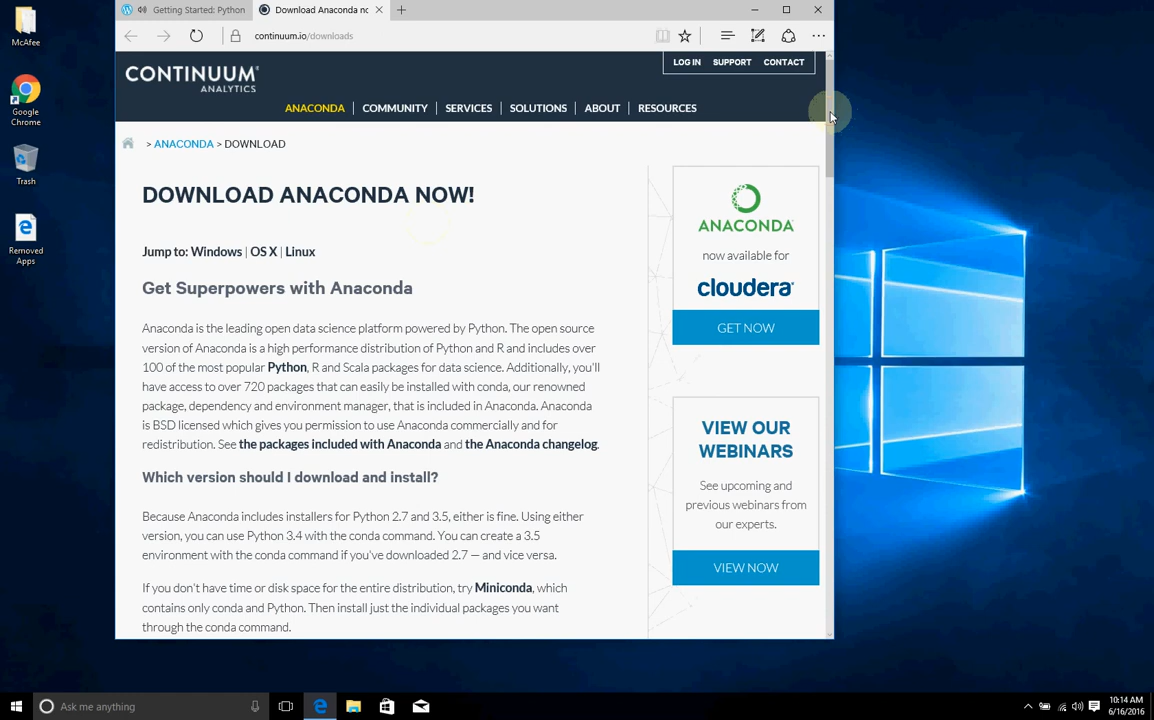 McAfee
Google
Chrome
Trash
Removed
Apps
Getting Started: Python
Download Anaconda nc
continuum.io/downloads
CONTINUUM
ANALYTICS
LOG IN SUPPORT CONTACT
ANACONDA | COMMUNITY | SERVICES | SOLUTIONS | ABOUT | RESOURCES
> ANACONDA > DOWNLOAD
DOWNLOAD ANACONDA NOW!
Jump to: Windows | OS X | Linux
Get Superpowers with Anaconda
Anaconda is the leading open data science platform powered by Python. The open source
version of Anaconda is a high performance distribution of Python and R and includes over
100 of the most popular Python, R and Scala packages for data science. Additionally, you'll
have access to over 720 packages that can easily be installed with conda, our renowned
package, dependency and environment manager, that is included in Anaconda. Anaconda
is BSD licensed which gives you permission to use Anaconda commercially and for
redistribution. See the packages included with Anaconda and the Anaconda changelog.
Which version should I download and install?
Because Anaconda includes installers for Python 2.7 and 3.5, either is fine. Using either
version, you can use Python 3.4 with the conda command. You can create a 3.5
environment with the conda command if you've downloaded 2.7 — and vice versa.
If you don't have time or disk space for the entire distribution, try Miniconda, which
contains only conda and Python. Then install just the individual packages you want
through the conda command.
ANACONDA
now available for
cloudera
GET NOW
VIEW OUR
WEBINARS
See upcoming and
previous webinars from
our experts.
VIEW NOW
Ask me anything
10:14 AM
6/16/2016